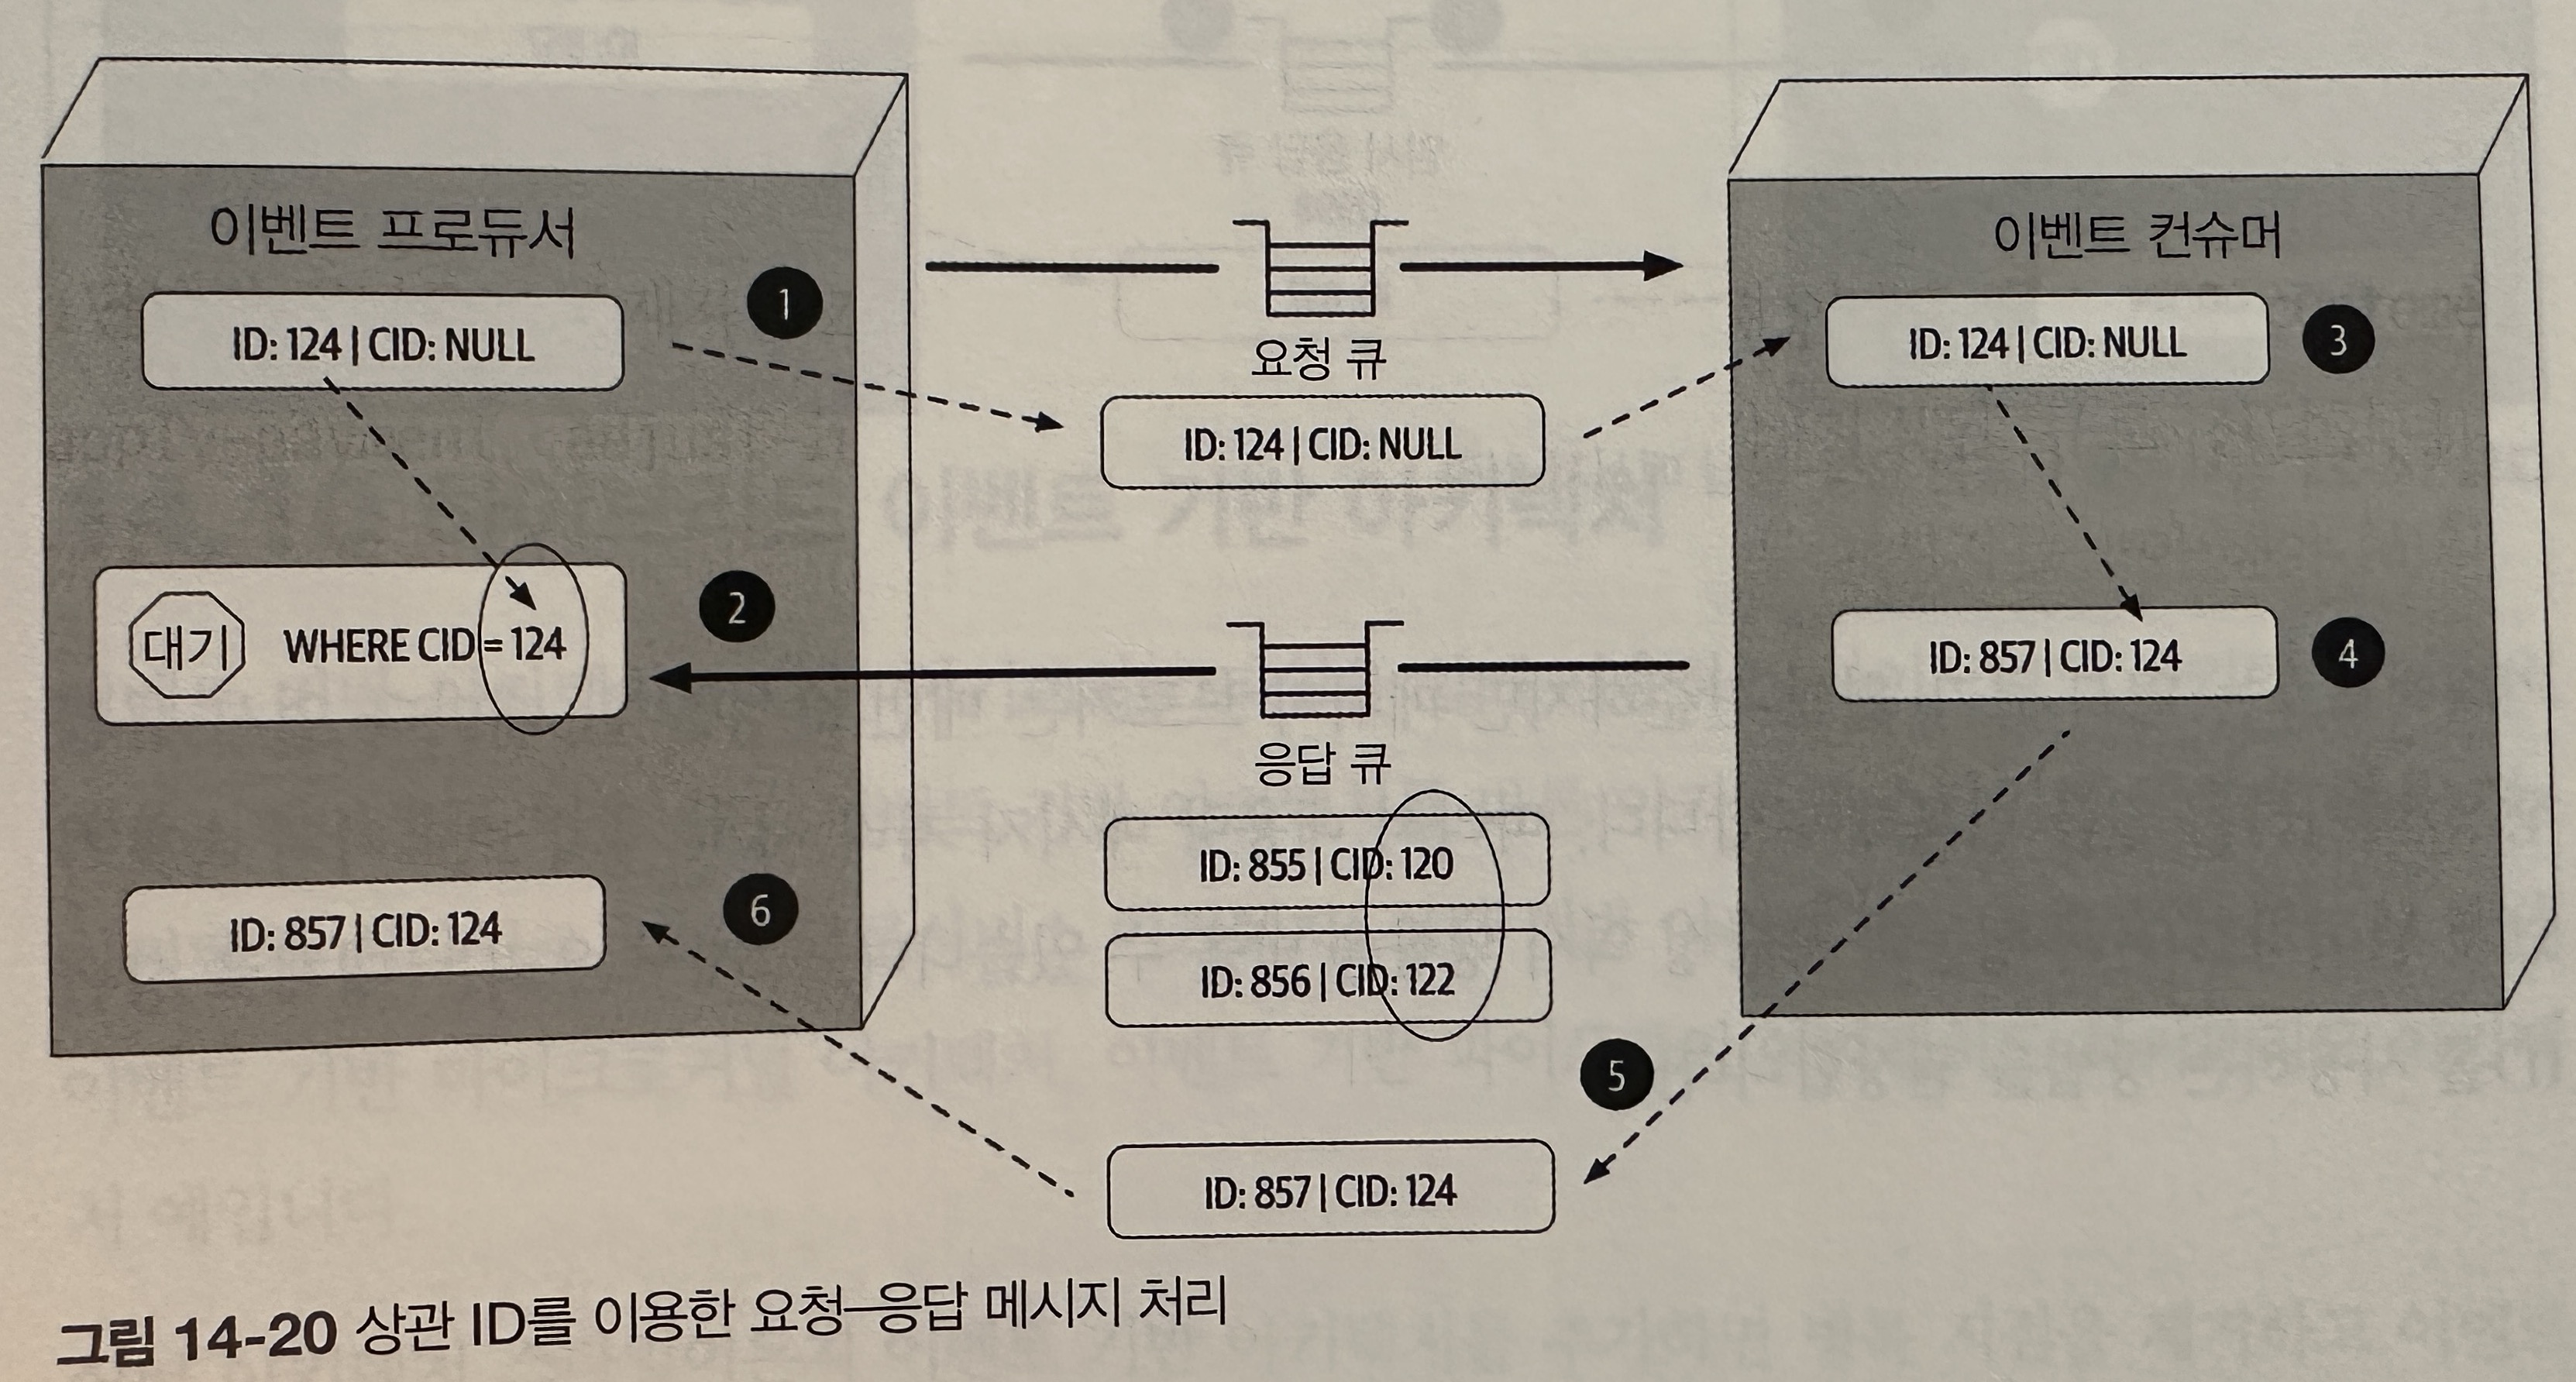 이벤트 프로듀서
ID: 124 | CID: NULL
1
대기
WHERE CID = 124
2
ID: 857 | CID: 124
6
요청 큐
ID: 124 | CID: NULL
응답 큐
ID: 855 | CID: 120
ID: 856 | CID: 122
5
ID: 857 | CID: 124
이벤트 컨슈머
ID: 124 | CID: NULL
3
ID: 857 | CID: 124
4
그림 14-20 상관 ID를 이용한 요청–응답 메시지 처리